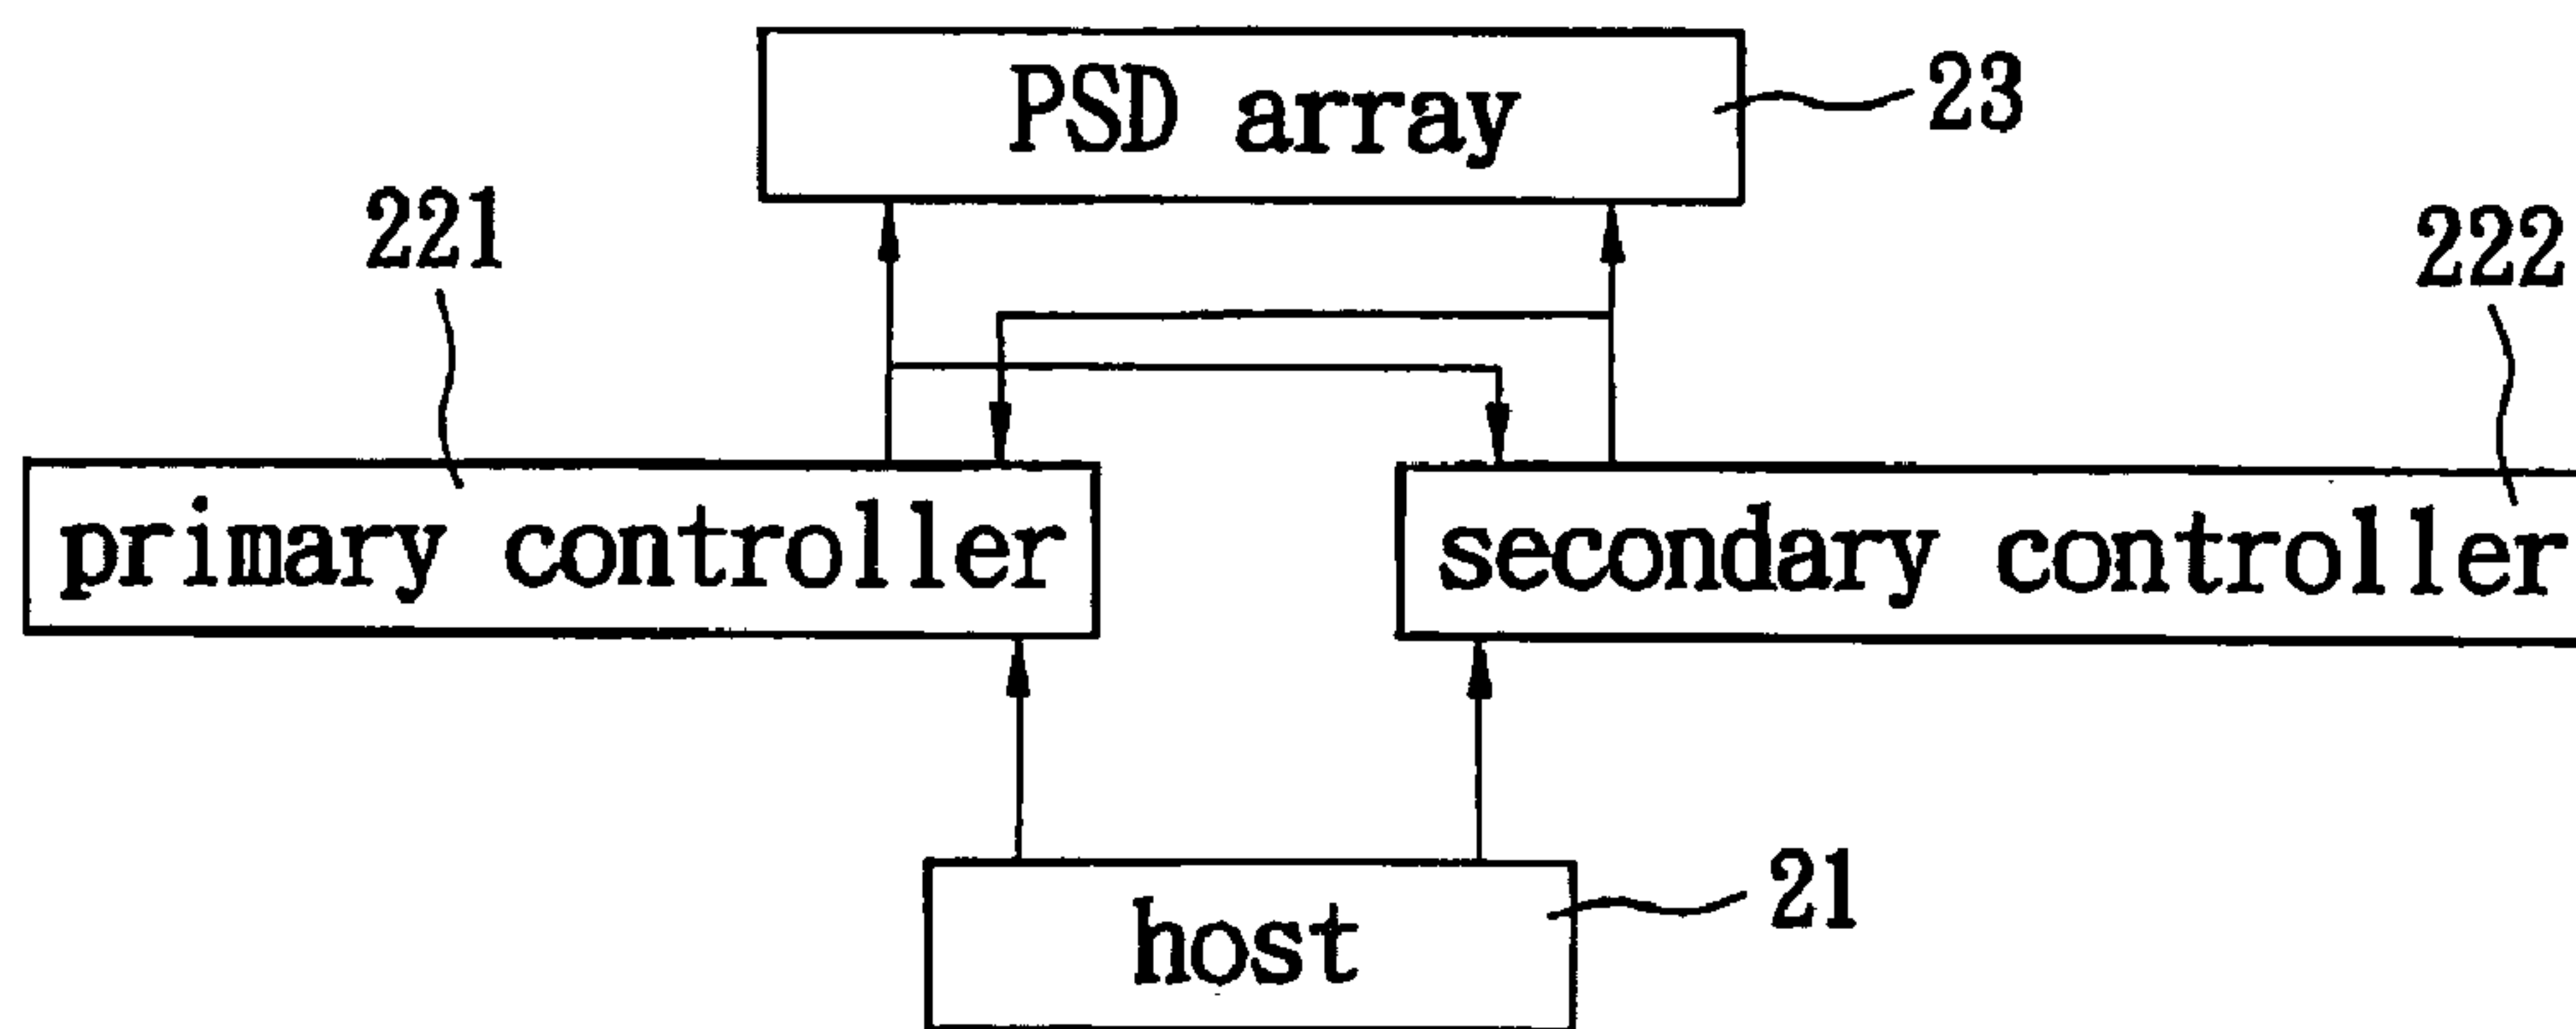 PSD array
23
221
222
primary controller
secondary controller
21
host